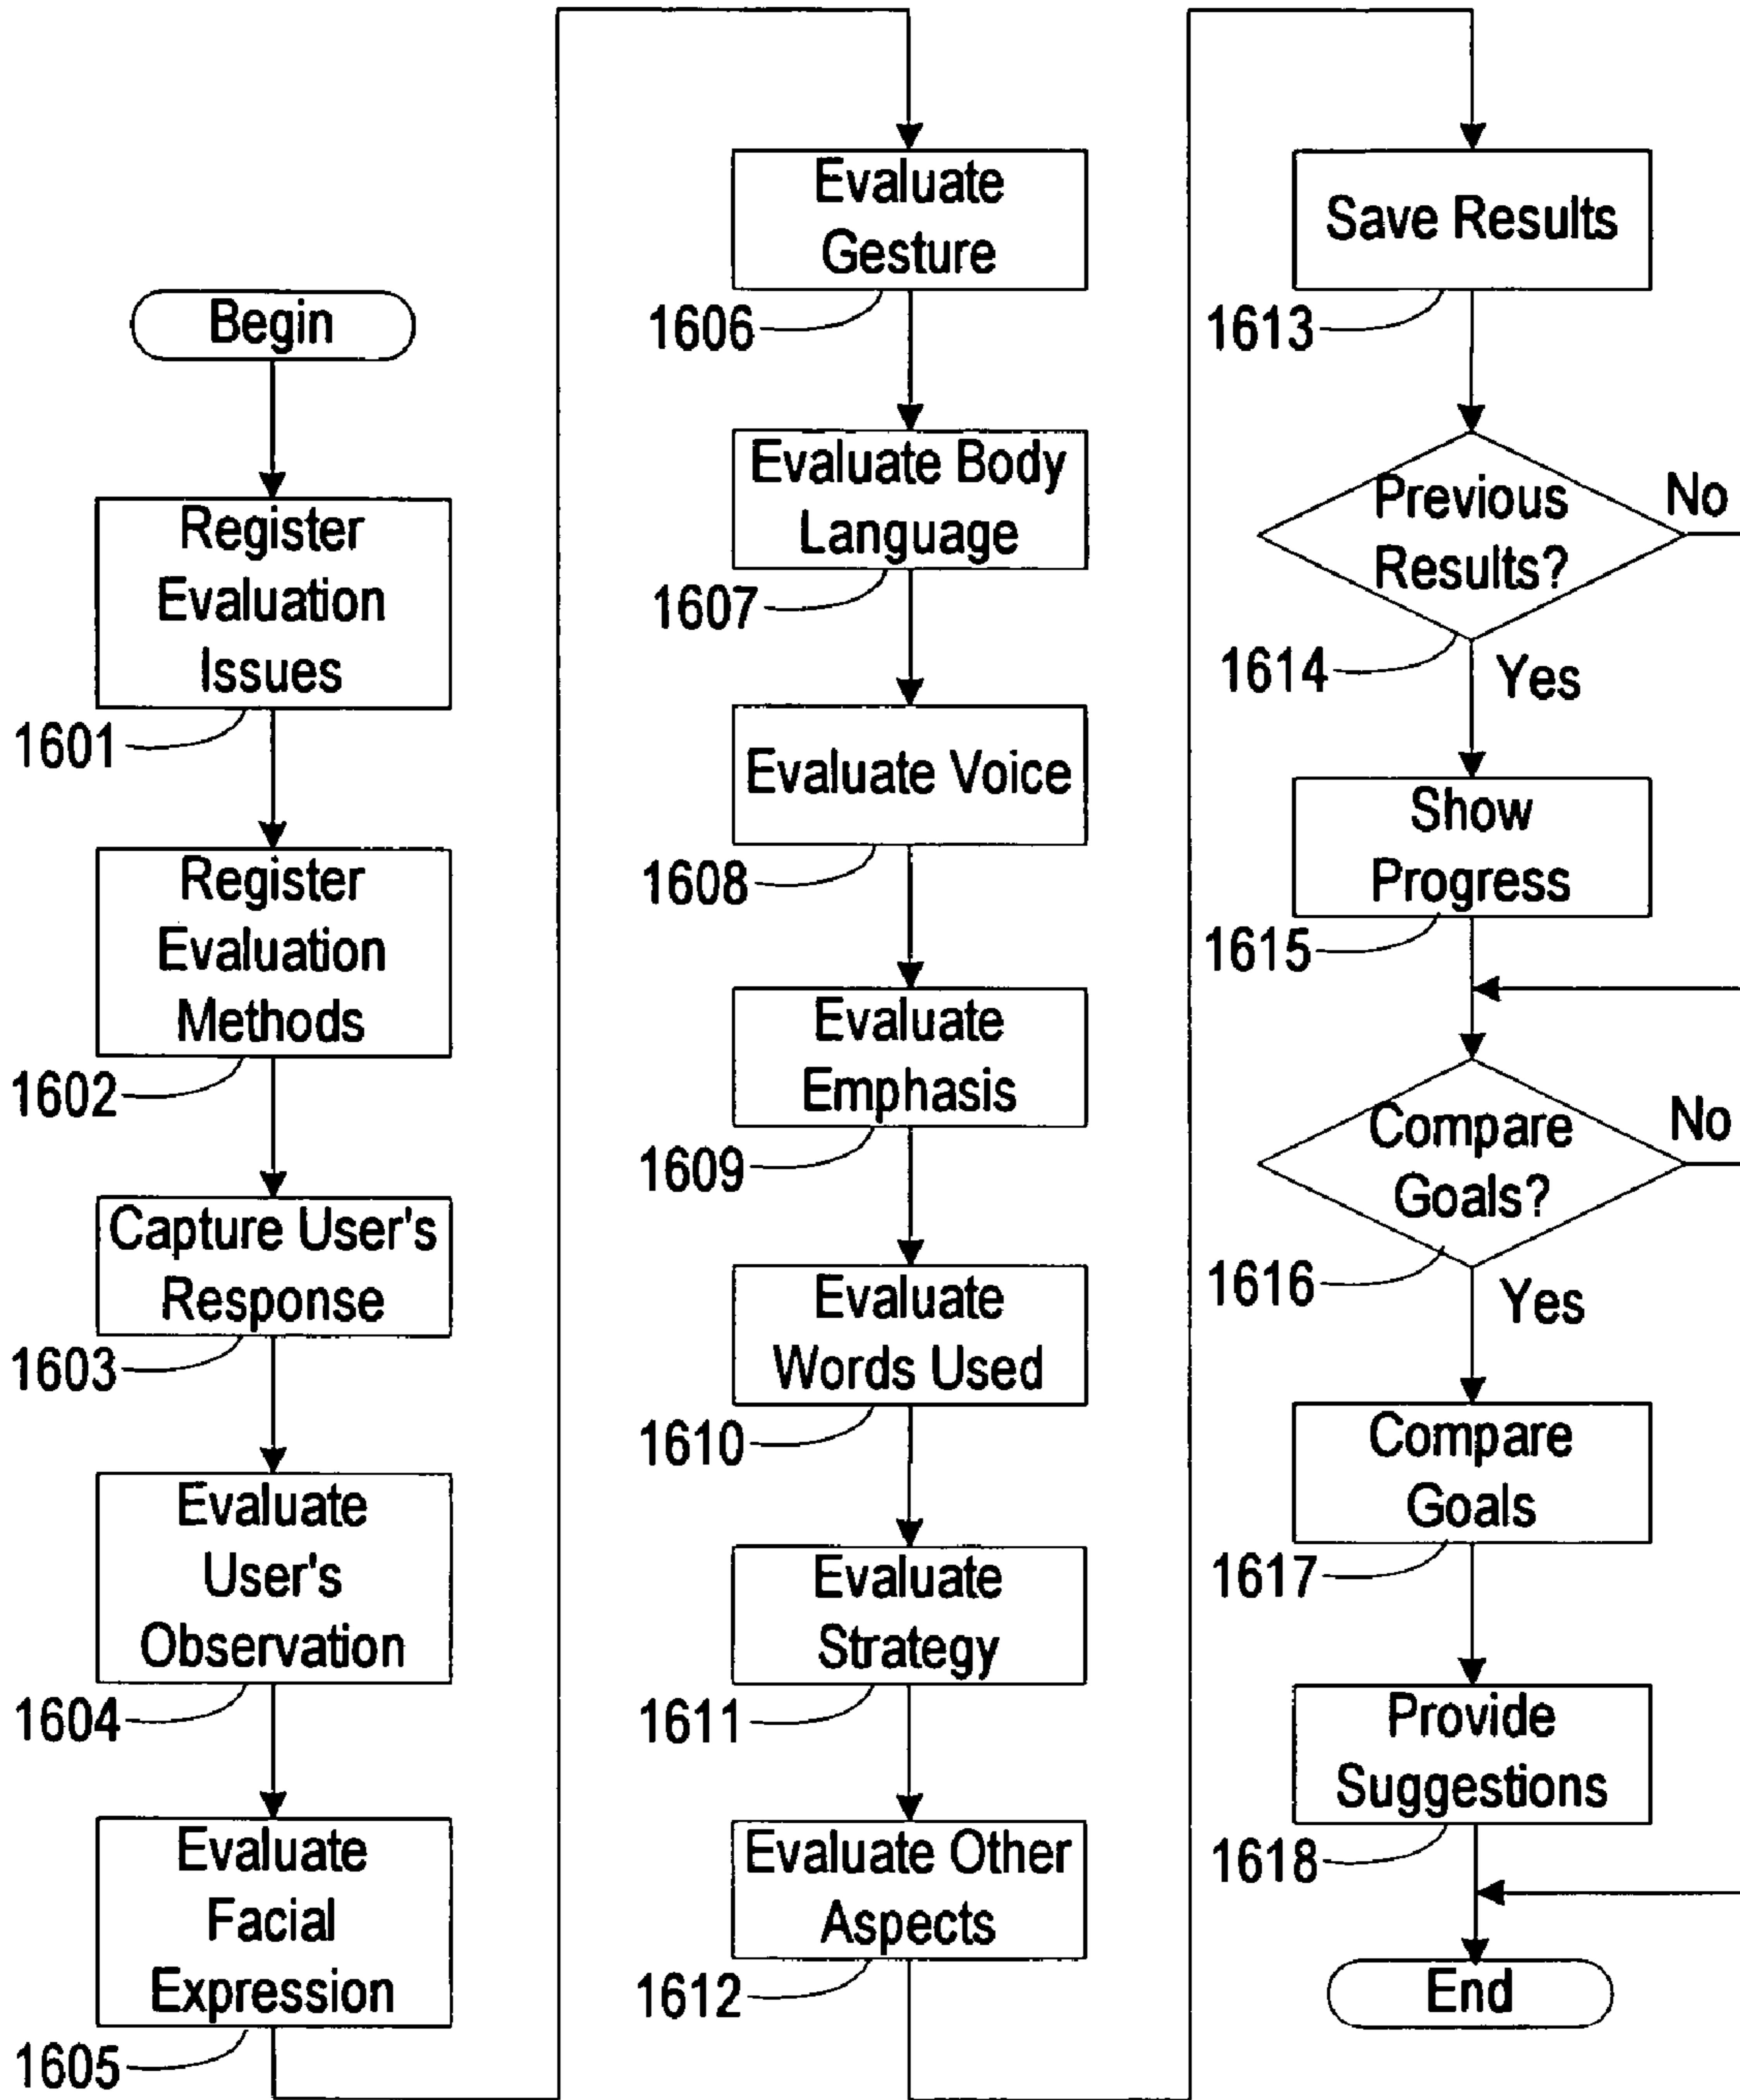 Begin
Register
Evaluation
Issues
1601
Register
Evaluation
Methods
1602
Capture User's
Response
1603
Evaluate
User's
Observation
1604
Evaluate
Facial
Expression
1605
Evaluate
Gesture
1606
Evaluate Body
Language
1607
Evaluate Voice
1608
Evaluate
Emphasis
1609
Evaluate
Words Used
1610
Evaluate
Strategy
1611
Evaluate Other
Aspects
1612
Save Results
1613
Previous
Results?
No
1614
Yes
Show
Progress
1615
Compare
Goals?
No
1616
Yes
Compare
Goals
1617
Provide
Suggestions
1618
End